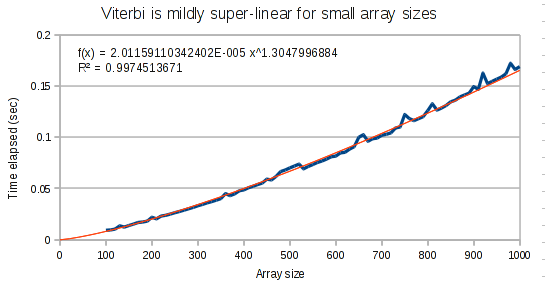 Viterbi is mildly super-linear for small array sizes
0.2
f(x) = 2.01159110342402E-005 x^1.3047996884
R² = 0.9974513671
0.15
0.1
0.05
0
Time elapsed (sec)
0 100 200 300 400 500 600 700 800 900 1000
Array size